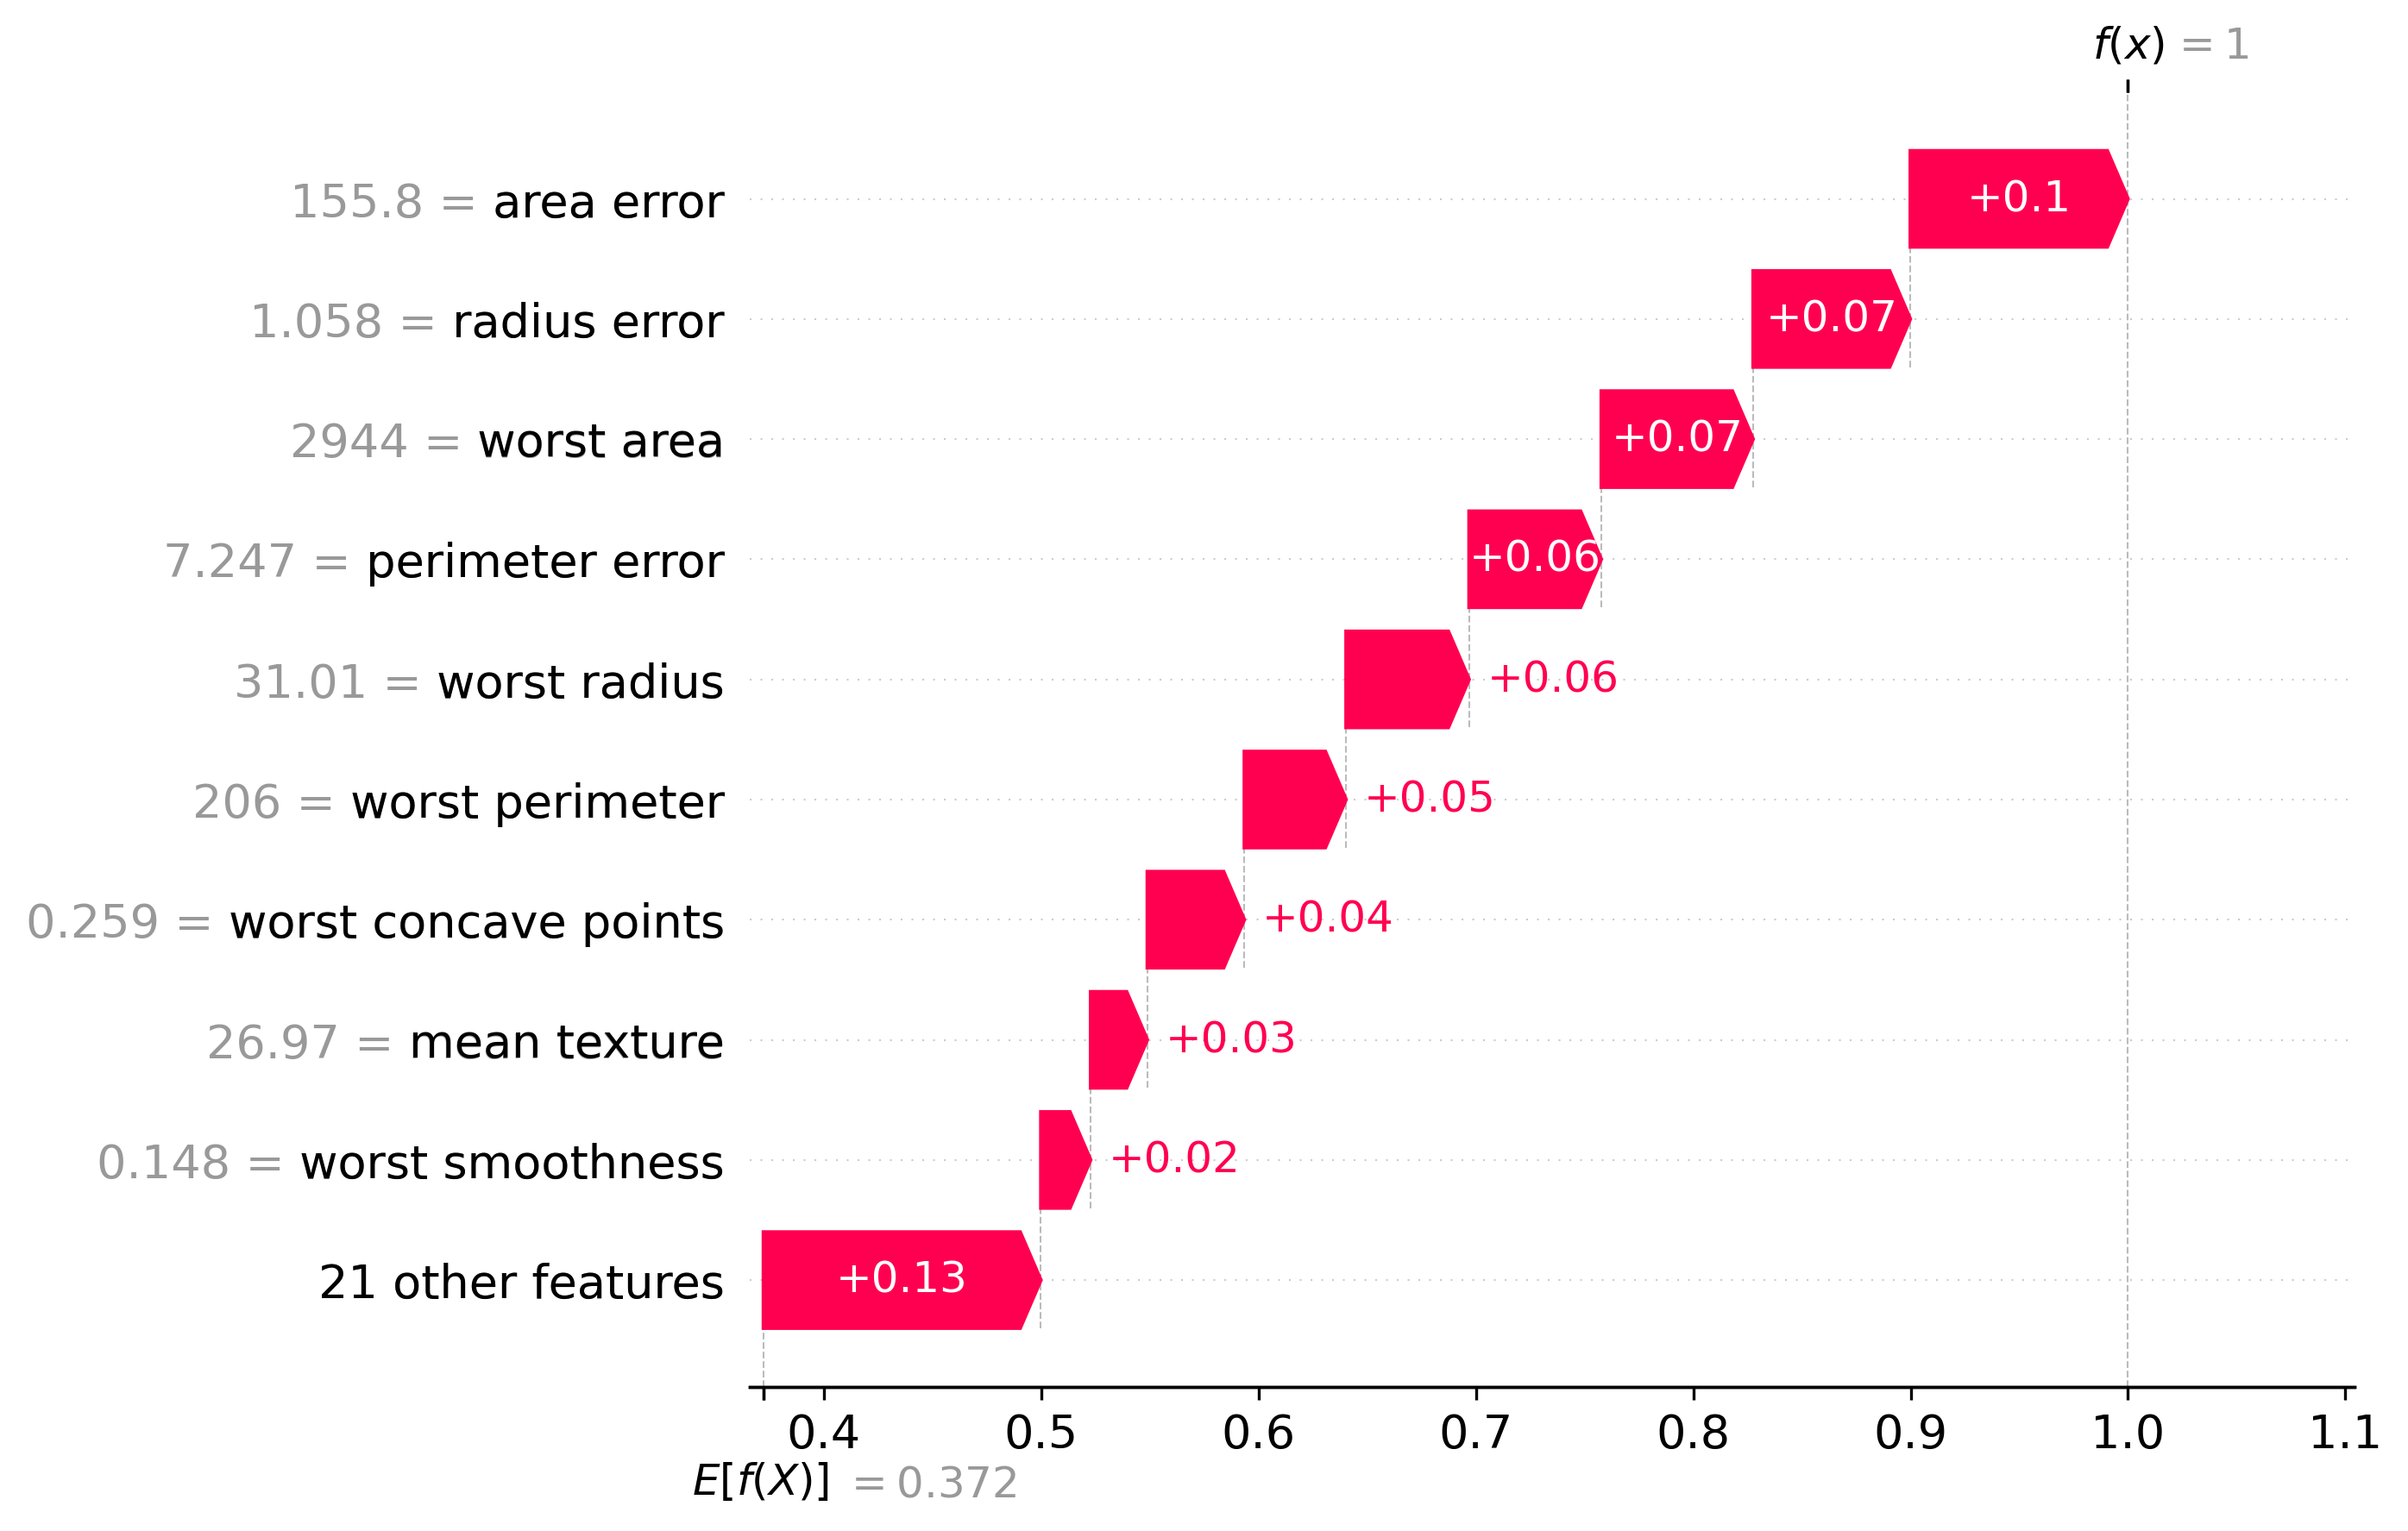 f(x) = 1
155.8 = area error +0.1
1.058 = radius error +0.07
2944 = worst area +0.07
7.247 = perimeter error +0.06
31.01 = worst radius +0.06
206 = worst perimeter +0.05
0.259 = worst concave points +0.04
26.97 = mean texture +0.03
0.148 = worst smoothness +0.02
21 other features +0.13
0.4 0.5 0.6 0.7 0.8 0.9 1.0 1.1
E[f(X)] = 0.372